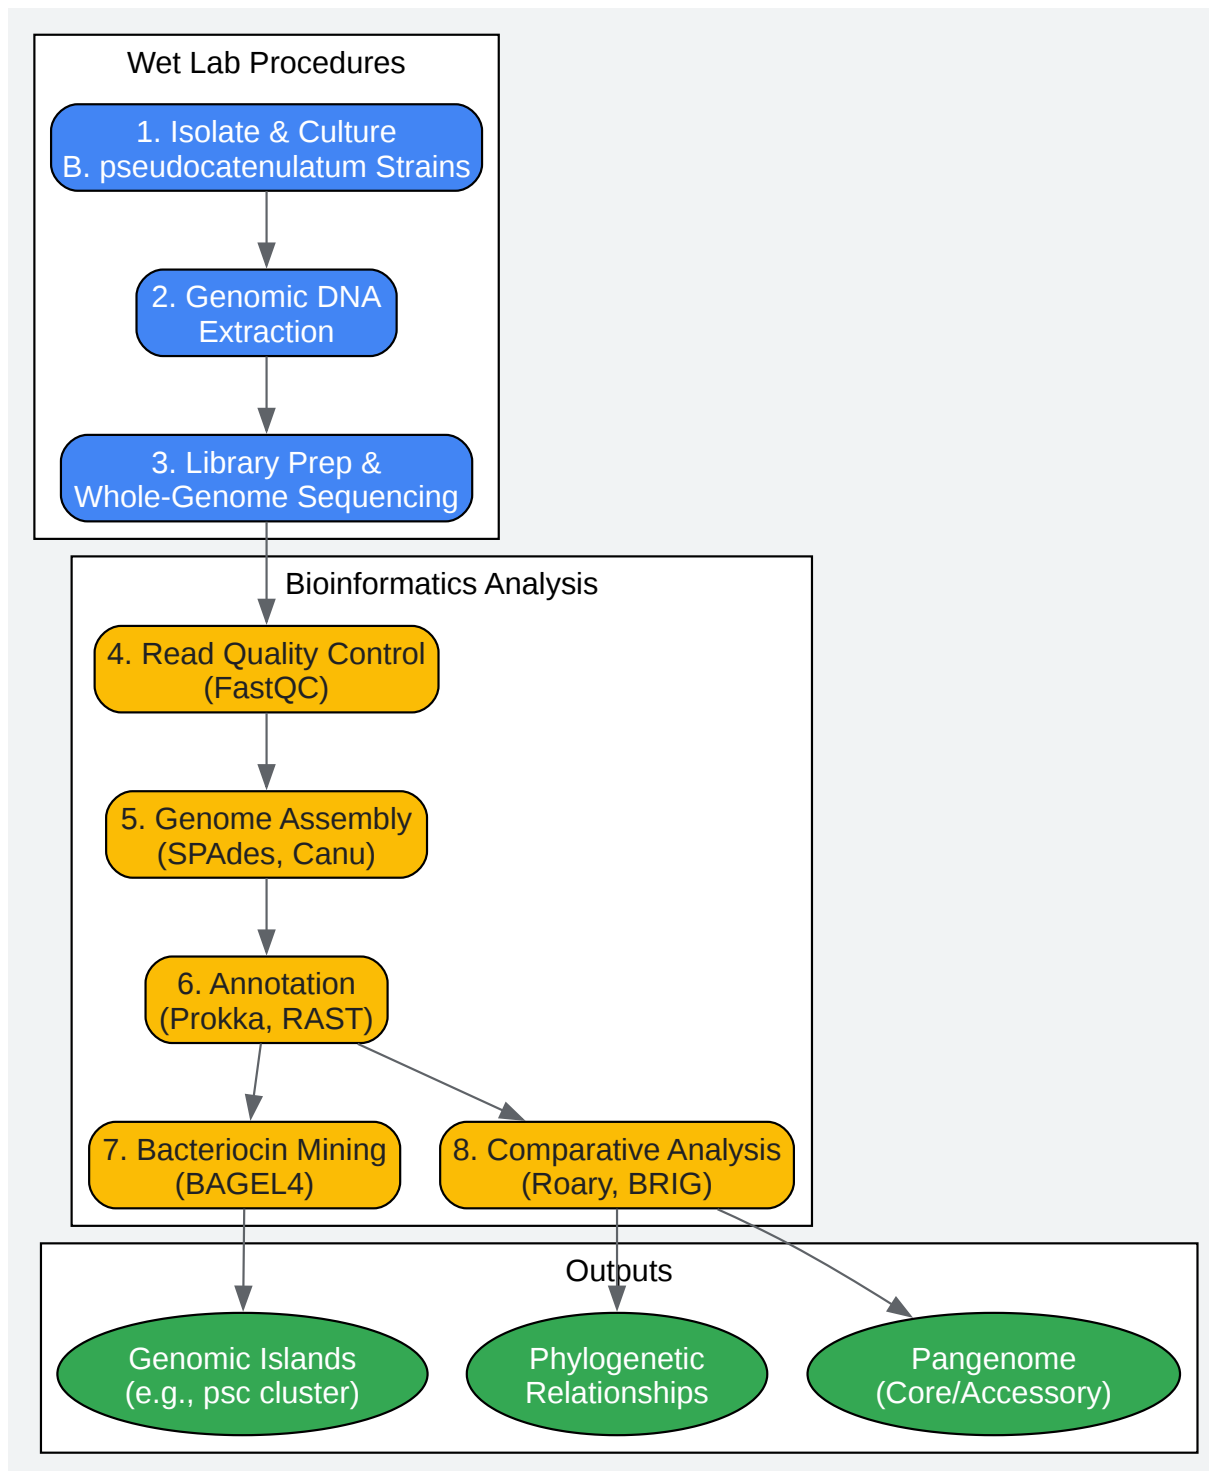 Wet Lab Procedures
1. Isolate & Culture
B. pseudocatenulatum Strains
2. Genomic DNA
Extraction
3. Library Prep &
Whole-Genome Sequencing
Bioinformatics Analysis
4. Read Quality Control
(FastQC)
5. Genome Assembly
(SPAdes, Canu)
6. Annotation
(Prokka, RAST)
7. Bacteriocin Mining
(BAGEL4)
8. Comparative Analysis
(Roary, BRIG)
Outputs
Genomic Islands
(e.g., psc cluster)
Phylogenetic
Relationships
Pangenome
(Core/Accessory)